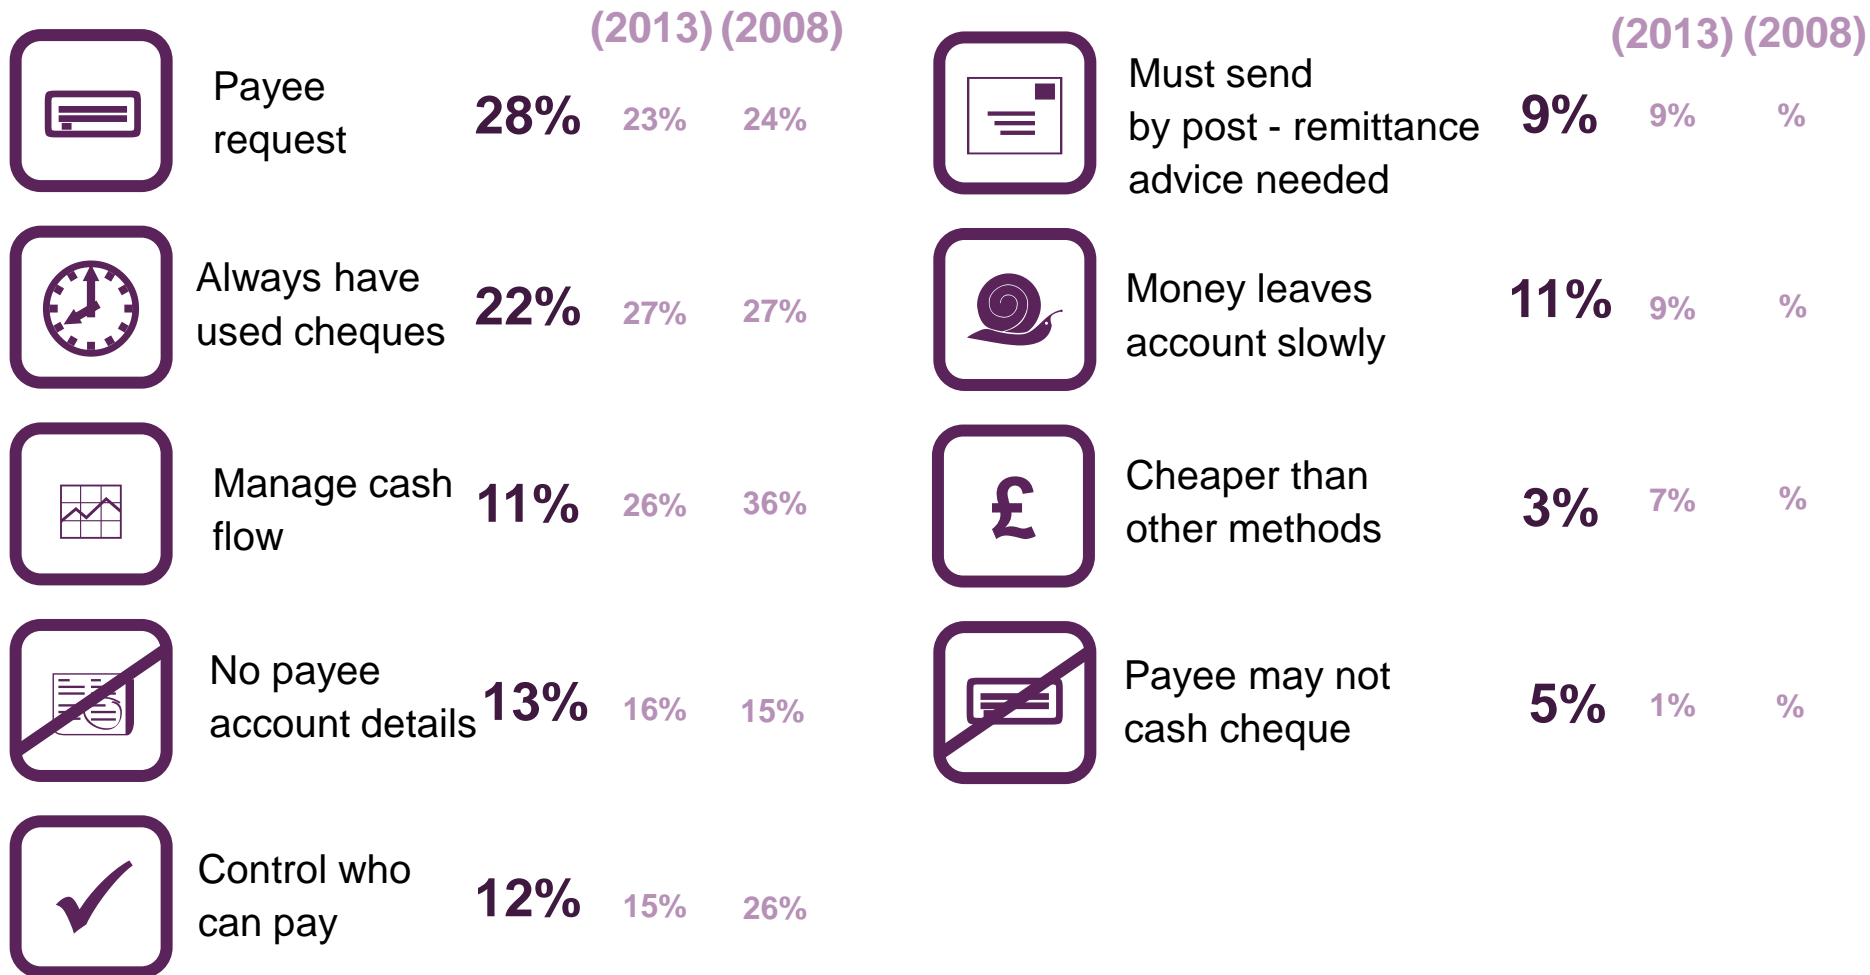 (2013) (2008)
Payee
request
28% 23% 24%
Always have
used cheques
22% 27% 27%
Manage cash
flow
11% 26% 36%
No payee
account details
13% 16% 15%
Control who
can pay
12% 15% 26%
(2013) (2008)
Must send
by post - remittance
advice needed
9% 9% %
Money leaves
account slowly
11% 9% %
£
Cheaper than
other methods
3% 7% %
Payee may not
cash cheque
5% 1% %